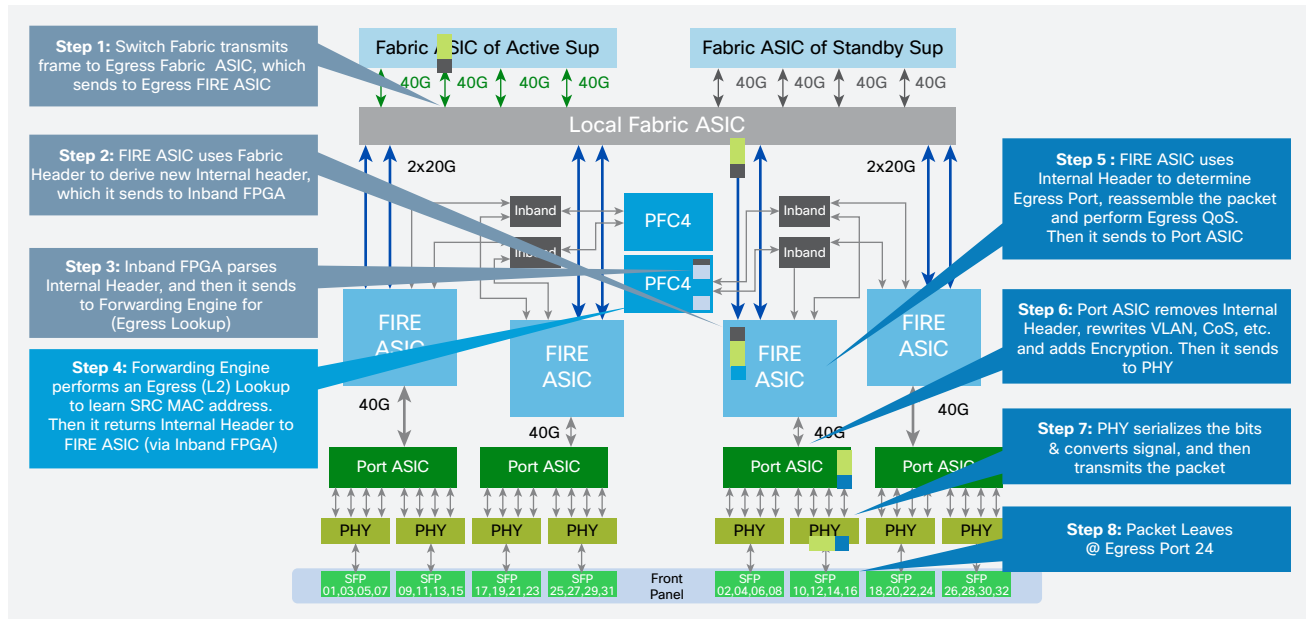 Step 1: Switch Fabric transmits
frame to Egress Fabric ASIC, which
sends to Egress FIRE ASIC
Step 2: FIRE ASIC uses Fabric
Header to derive new Internal header,
which it sends to Inband FPGA
Step 3: Inband FPGA parses
Internal Header, and then it sends
to Forwarding Engine for
(Egress Lookup)
Step 4: Forwarding Engine
performs an Egress (L2) Lookup
to learn SRC MAC address.
Then it returns Internal Header to
FIRE ASIC (via Inband FPGA)
Fabric ASIC of Active Sup
Fabric ASIC of Standby Sup
40G
40G
40G
40G
40G
40G
40G
40G
Local Fabric ASIC
2x20G
2x20G
Inband
PFC4
Inband
Inband
PFC4
Inband
FIRE
ASIC
FIRE
ASIC
FIRE
ASIC
FIRE
ASIC
40G
40G
40G
40G
Port ASIC
Port ASIC
Port ASIC
Port ASIC
PHY
PHY
PHY
PHY
PHY
PHY
PHY
PHY
SFP
01,03,05,07
SFP
09,11,13,15
SFP
17,19,21,23
SFP
25,27,29,31
Front
Panel
SFP
02,04,06,08
SFP
10,12,14,16
SFP
18,20,22,24
SFP
26,28,30,32
Step 5 : FIRE ASIC uses
Internal Header to determine
Egress Port, reassemble the packet
and perform Egress QoS.
Then it sends to Port ASIC
Step 6: Port ASIC removes Internal
Header, rewrites VLAN, CoS, etc.
and adds Encryption. Then it sends
to PHY
Step 7: PHY serializes the bits
& converts signal, and then
transmits the packet
Step 8: Packet Leaves
@ Egress Port 24